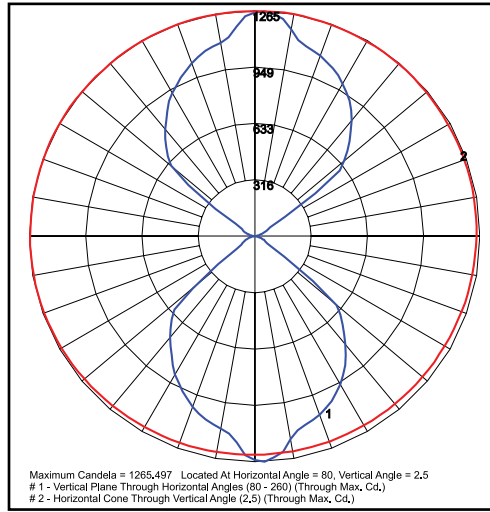 1265
949
633
316
2
1
Maximum Candela = 1265.497 Located At Horizontal Angle = 80, Vertical Angle = 2.5
# 1 - Vertical Plane Through Horizontal Angles (80 - 260) (Through Max. Cd.)
# 2 - Horizontal Cone Through Vertical Angle (2.5) (Through Max. Cd.)